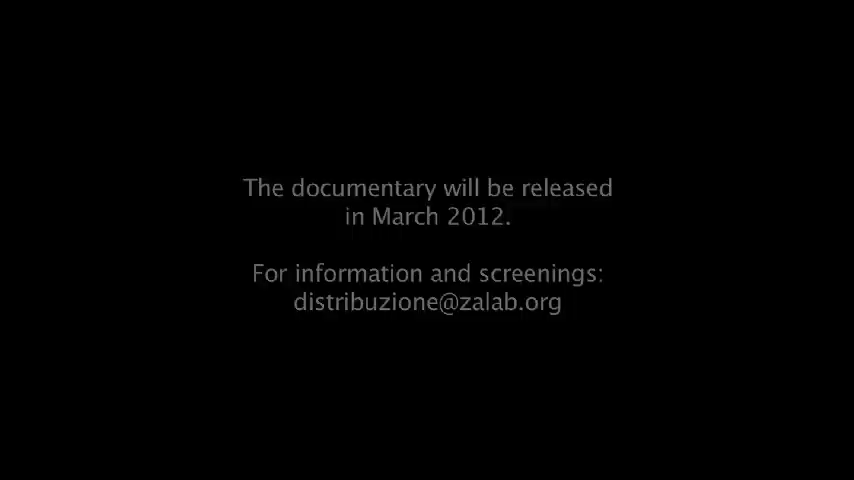 The documentary will be released
in March 2012.
For information and screenings:
distribuzione@zalab.org